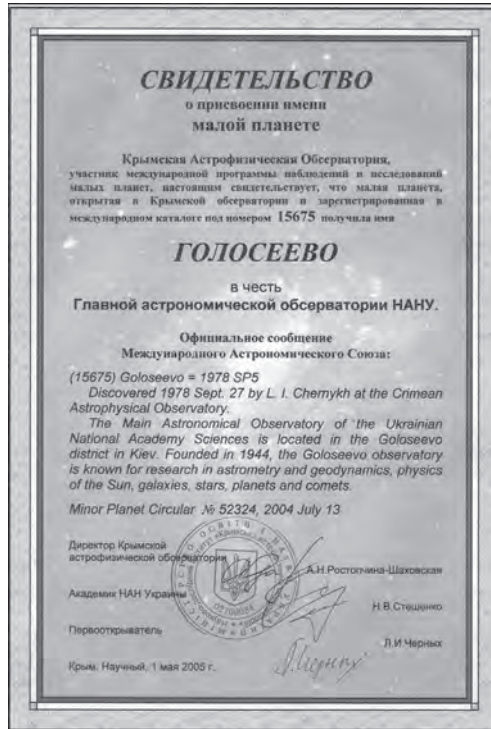 СВИДЕТЕЛЬСТВО
о присвоении имени
малой планете
Крымская Астрофизическая Обсерватория,
участник международной программы наблюдений и исследований
малых планет, настоящим свидетельствует, что малая планета,
открытая в Крымской обсерватории и зарегистрированная в
международном каталоге под номером 15675 получила имя
ГОЛОСЕЕВО
в честь
Главной астрономической обсерватории НАНУ.
Официальное сообщение
Международного Астрономического Союза:
(15675) Goloseevo = 1978 SP5
Discovered 1978 Sept. 27 by L. I. Chernykh at the Crimean
Astrophysical Observatory.
The Main Astronomical Observatory of the Ukrainian
National Academy Sciences is located in the Goloseevo
district in Kiev. Founded in 1944, the Goloseevo observatory
is known for research in astrometry and geodynamics, physics
of the Sun, galaxies, stars, planets and comets.
Minor Planet Circular № 52324, 2004 July 13
Директор Крымской
астрофизической обсерватории
А.Н.Ростопчина-Шаховская
Академик НАН Украины
Н.В.Стешенко
Первооткрыватель
Л.И.Черных
Крым, Научный, 1 мая 2005 г.